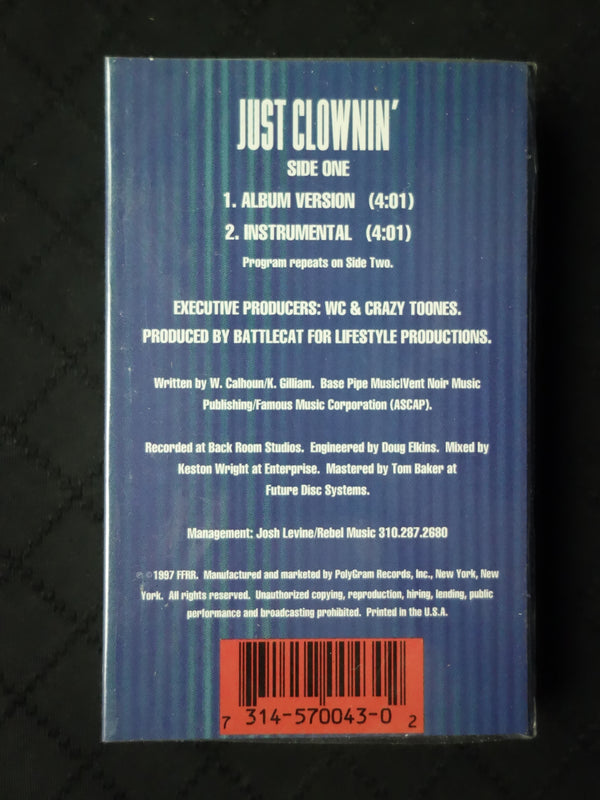 JUST CLOWNIN'
SIDE ONE
1. ALBUM VERSION (4:01)
2. INSTRUMENTAL (4:01)
Program repeats on Side Two.
EXECUTIVE PRODUCERS: WC & CRAZY TOONES.
PRODUCED BY BATTLECAT FOR LIFESTYLE PRODUCTIONS.
Written by W. Calhoun/K. Gilliam. Base Pipe Music/Vent Noir Music
Publishing/Famous Music Corporation (ASCAP).
Recorded at Back Room Studios. Engineered by Doug Elkins. Mixed by
Keston Wright at Enterprise. Mastered by Tom Baker at
Future Disc Systems.
Management: Josh Levine/Rebel Music 310.287.2680
℗ © 1997 FFRR. Manufactured and marketed by PolyGram Records, Inc., New York, New
York. All rights reserved. Unauthorized copying, reproduction, hiring, lending, public
performance and broadcasting prohibited. Printed in the U.S.A.
7 314-570043-0 2